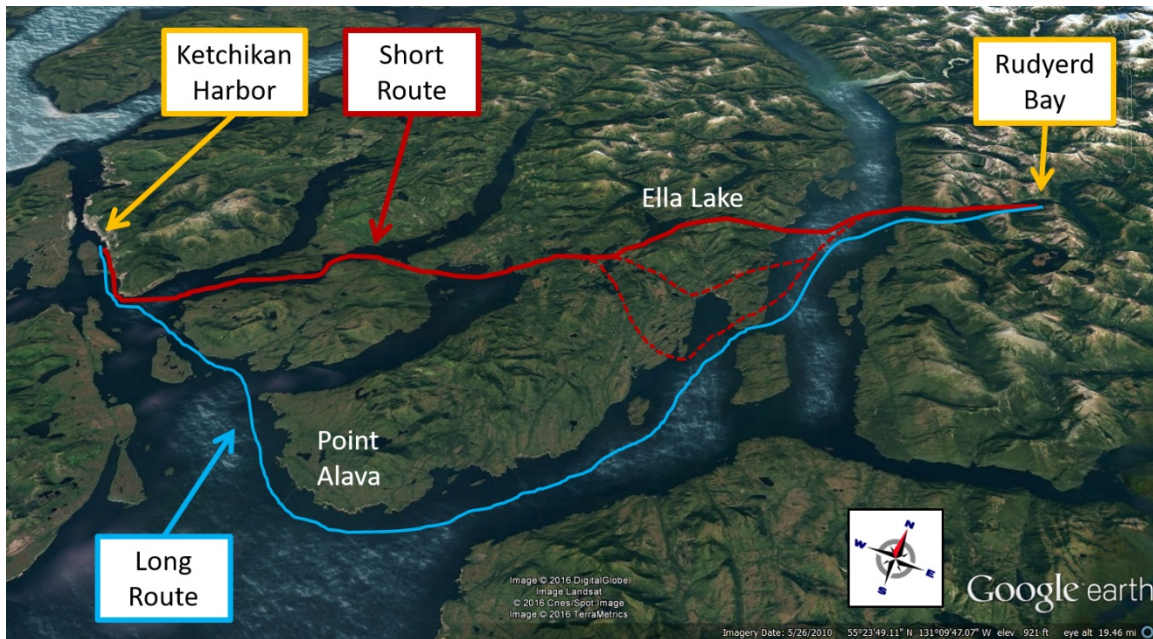 Ketchikan
Harbor
Short
Route
Rudyerd
Bay
Ella Lake
Point
Alava
Long
Route
N
W
E
S
Image © 2016 DigitalGlobe
Image Landsat
© 2016 Cnes/Spot Image
Image © 2016 TerraMetrics
Google earth
Imagery Date: 5/26/2010 55°23'49.11" N 131°09'47.07" W elev 921 ft eye alt 19.46 mi